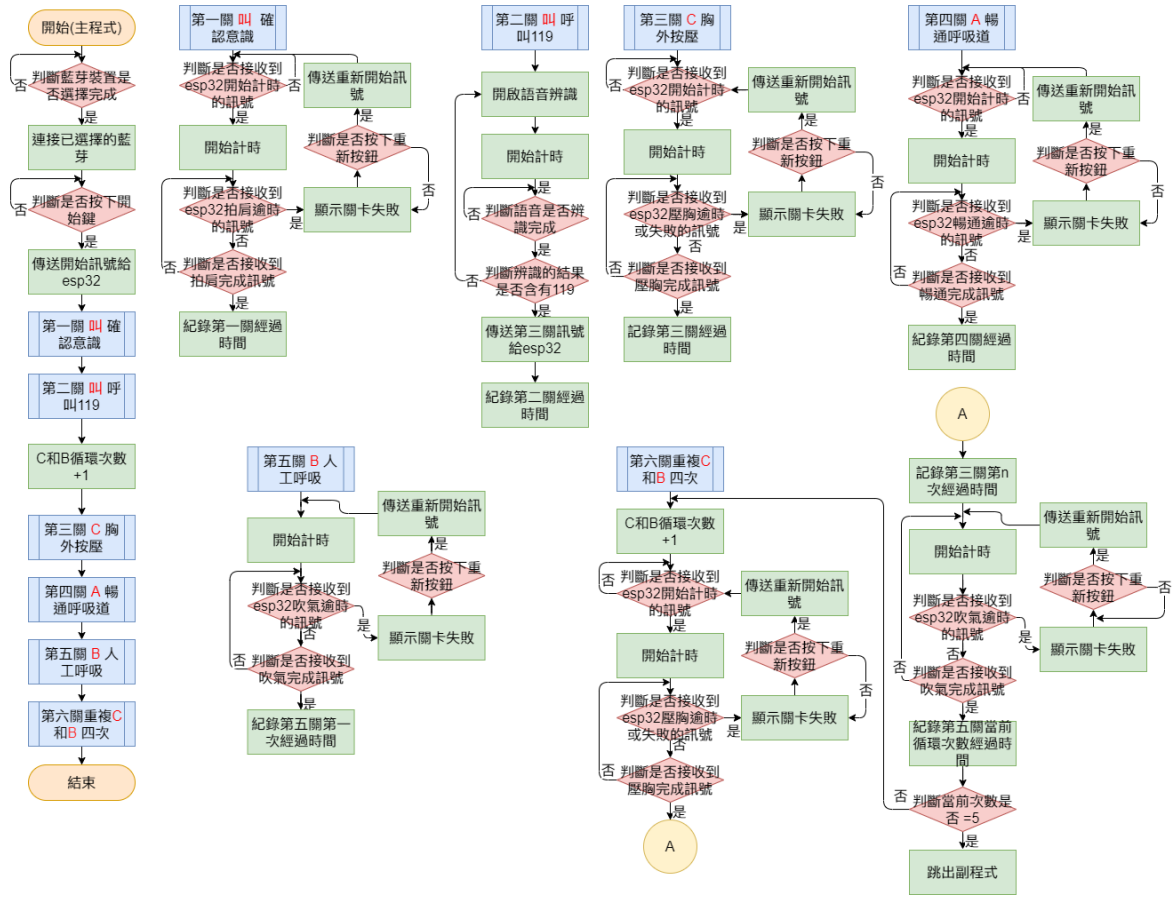 開始(主程式)
判斷藍芽裝置是
否選擇完成
否
是
連接已選擇的藍
芽
判斷是否按下開
始鍵
否
是
傳送開始訊號給
esp32
第一關 叫 確
認意識
第二關 叫 呼
叫119
C和B循環次數
+1
第三關 C 胸
外按壓
第四關 A 暢
通呼吸道
第五關 B 人
工呼吸
第六關重複C
和B 四次
結束
第一關 叫 確
認意識
判斷是否接收到
esp32開始計時
的訊號
否
是
開始計時
判斷是否接收到
esp32拍肩逾時
的訊號
是
否
判斷是否接收到
拍肩完成訊號
否
是
紀錄第一關經過
時間
傳送重新開始訊
號
是
判斷是否按下重
新按鈕
否
顯示關卡失敗
第二關 叫 呼
叫119
開啟語音辨識
開始計時
判斷語音是否辨
識完成
否
是
判斷辨識的結果
是否含有119
否
是
傳送第三關訊號
給esp32
紀錄第二關經過
時間
第三關 C 胸
外按壓
判斷是否接收到
esp32開始計時
的訊號
否
是
開始計時
判斷是否接收到
esp32壓胸逾時
或失敗的訊號
是
否
判斷是否接收到
壓胸完成訊號
否
是
記錄第三關經過
時間
傳送重新開始訊
號
是
判斷是否按下重
新按鈕
否
顯示關卡失敗
第四關 A 暢
通呼吸道
判斷是否接收到
esp32開始計時
的訊號
否
是
開始計時
判斷是否接收到
esp32暢通逾時
的訊號
是
否
判斷是否接收到
暢通完成訊號
否
是
紀錄第四關經過
時間
傳送重新開始訊
號
是
判斷是否按下重
新按鈕
否
顯示關卡失敗
第五關 B 人
工呼吸
開始計時
判斷是否接收到
esp32吹氣逾時
的訊號
是
否
判斷是否接收到
吹氣完成訊號
否
是
紀錄第五關第一
次經過時間
傳送重新開始訊
號
是
判斷是否按下重
新按鈕
否
顯示關卡失敗
第六關重複C
和B 四次
C和B循環次數
+1
判斷是否接收到
esp32開始計時
的訊號
否
是
開始計時
判斷是否接收到
esp32壓胸逾時
或失敗的訊號
是
否
判斷是否接收到
壓胸完成訊號
否
是
A
傳送重新開始訊
號
是
判斷是否按下重
新按鈕
否
顯示關卡失敗
A
記錄第三關第n
次經過時間
開始計時
判斷是否接收到
esp32吹氣逾時
的訊號
是
否
判斷是否接收到
吹氣完成訊號
否
是
紀錄第五關當前
循環次數經過時
間
判斷當前次數是
否 =5
否
是
跳出副程式
傳送重新開始訊
號
是
判斷是否按下重
新按鈕
否
顯示關卡失敗